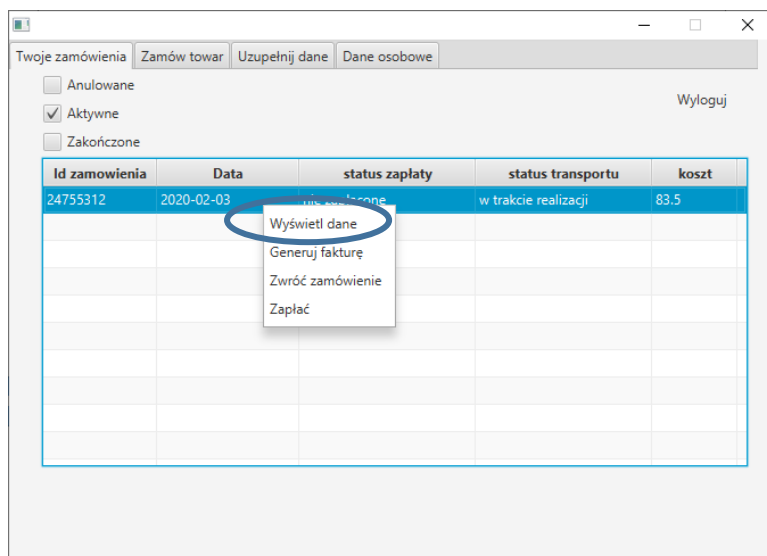 Twoje zamówienia Zamów towar Uzupełnij dane Dane osobowe
Anulowane
Wyloguj
Aktywne
Zakończone
Id zamowienia Data status zapłaty status transportu koszt
24755312 2020-02-03 w trakcie realizacji 83.5
Wyświetl dane
Generuj fakturę
Zwróć zamówienie
Zapłać